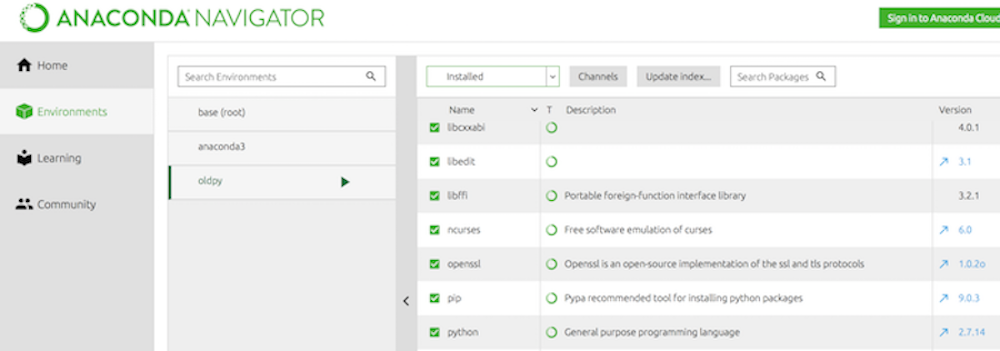 ANACONDA NAVIGATOR
Sign in to Anaconda Cloud
Home
Environments
Learning
Community
Search Environments
base (root)
anaconda3
oldpy
Installed
Channels
Update index...
Search Packages
Name T Description Version
libcxxabi 4.0.1
libedit 3.1
libffi Portable foreign-function interface library 3.2.1
ncurses Free software emulation of curses 6.0
openssl Openssl is an open-source implementation of the ssl and tls protocols 1.0.2o
pip Pypa recommended tool for installing python packages 9.0.3
python General purpose programming language 2.7.14